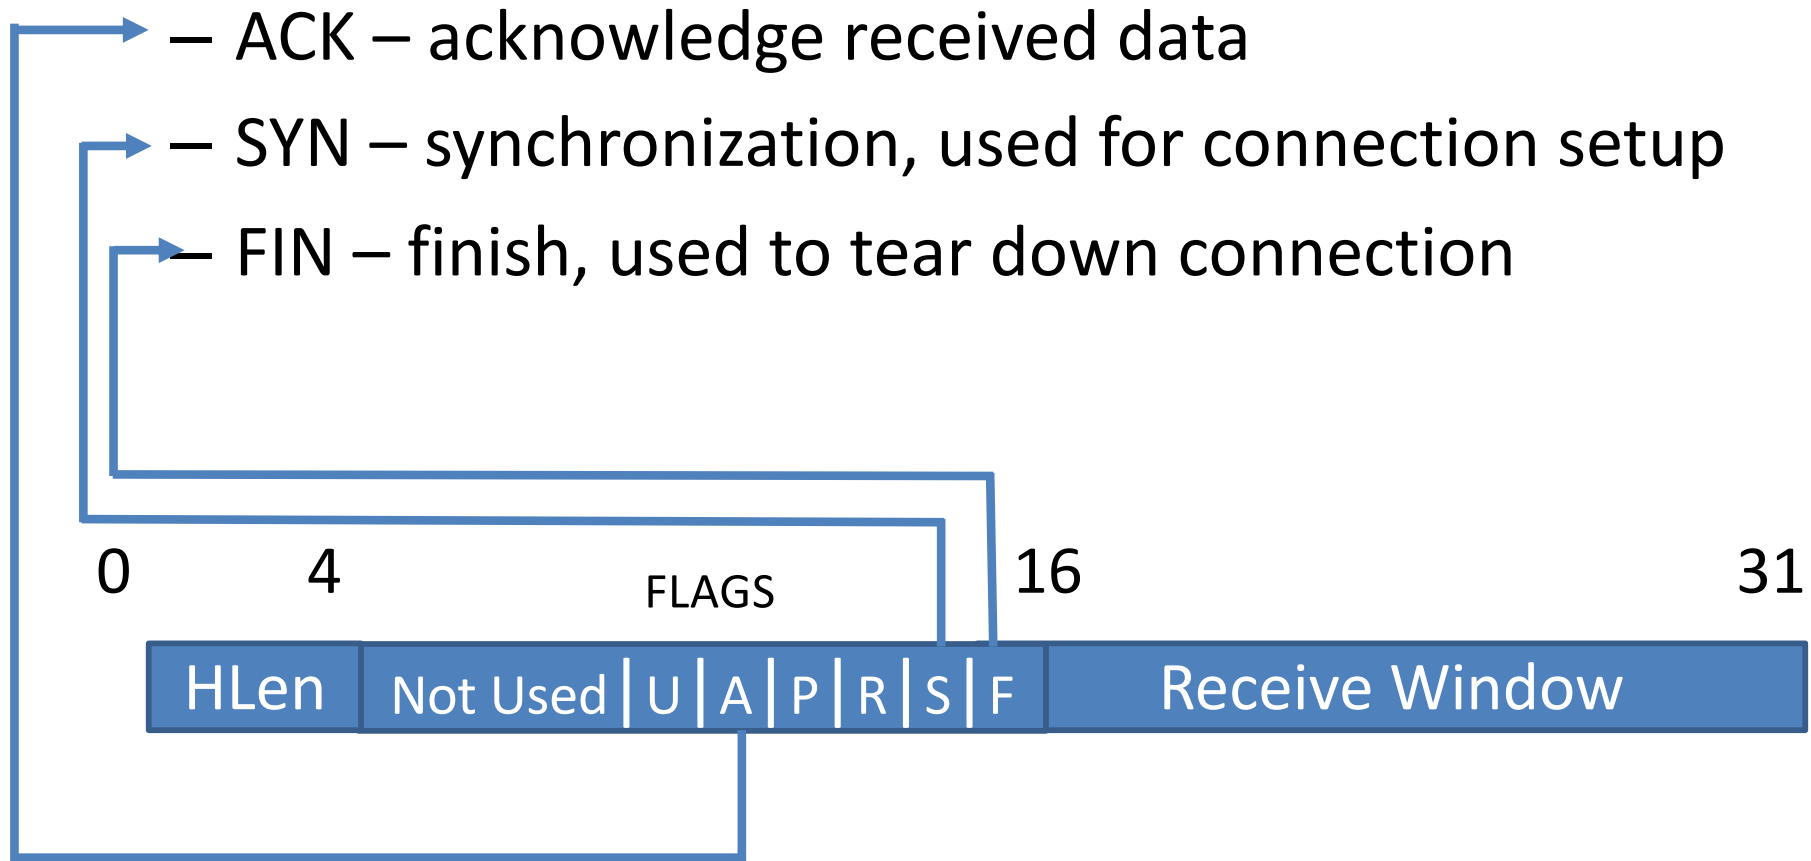 – ACK – acknowledge received data
– SYN – synchronization, used for connection setup
– FIN – finish, used to tear down connection
0 4 FLAGS 16 31
HLen Not Used U A P R S F Receive Window